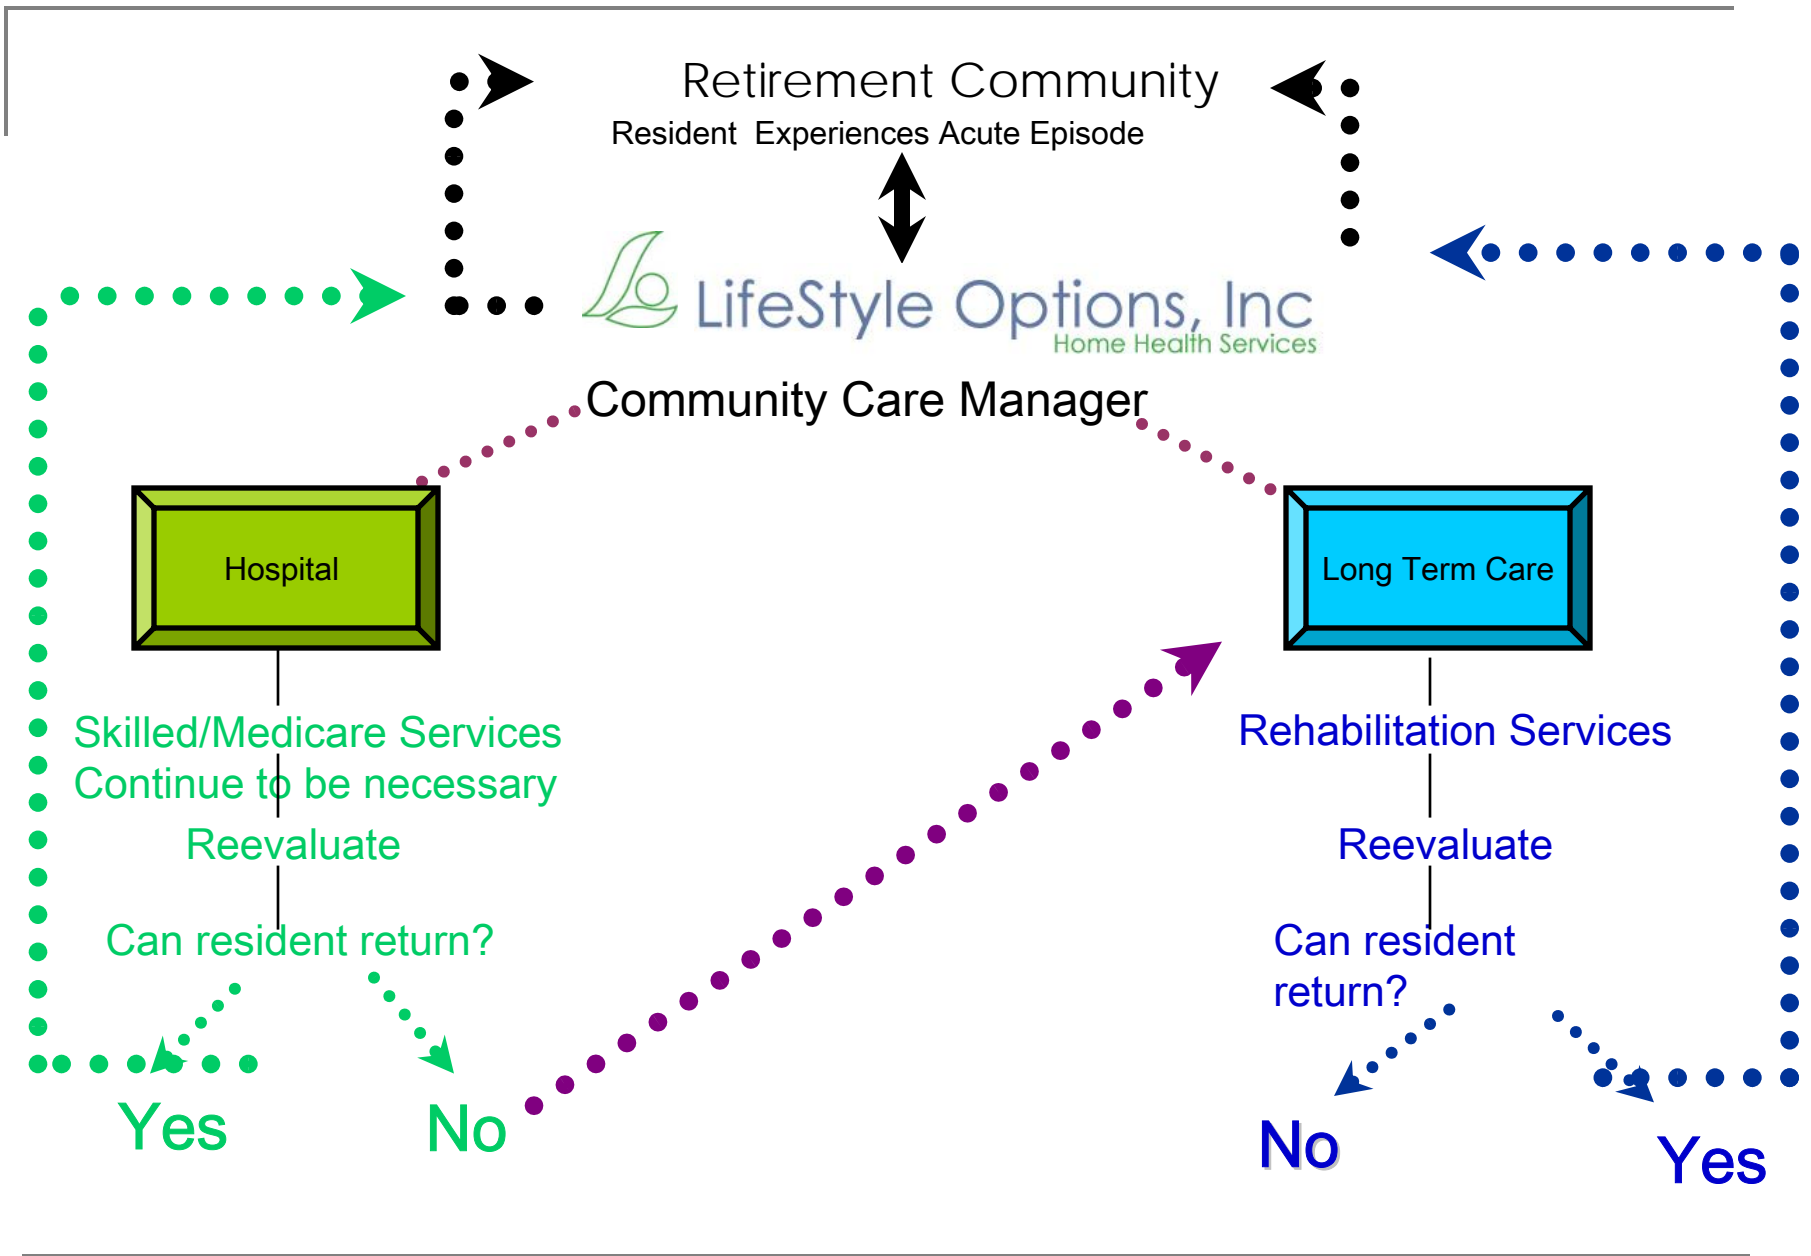 Retirement Community
Resident Experiences Acute Episode
LifeStyle Options, Inc
Home Health Services
Community Care Manager
Hospital
Long Term Care
Skilled/Medicare Services
Continue to be necessary
Rehabilitation Services
Reevaluate
Reevaluate
Can resident return?
Can resident
return?
Yes
No
No
Yes